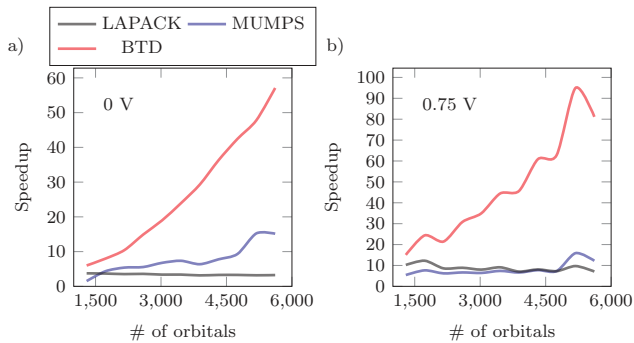 LAPACK MUMPS
BTD
a)
0 V
60
50
40
30
20
10
0
1,500 3,000 4,500 6,000
Speedup
# of orbitals
b)
0.75 V
100
90
80
70
60
50
40
30
20
10
0
1,500 3,000 4,500 6,000
Speedup
# of orbitals